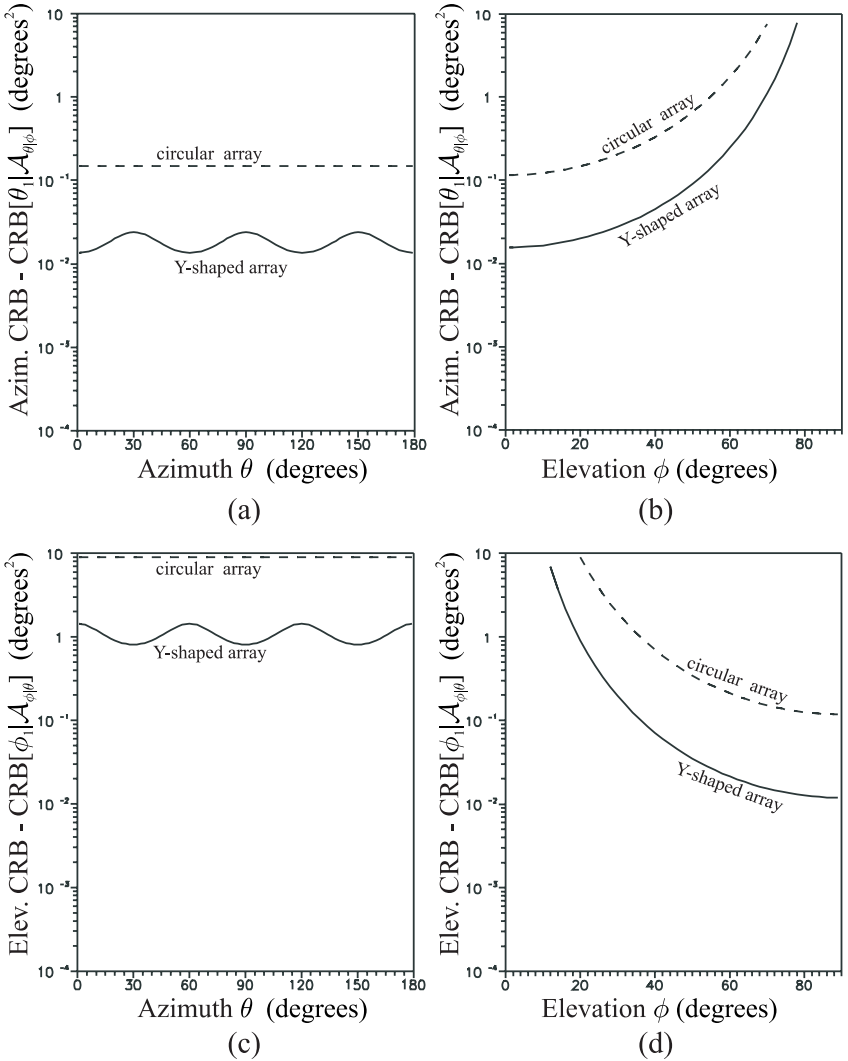 Azim. CRB - CRB[θ₁|𝒜θ|ϕ] (degrees²)
10
1
10⁻¹
10⁻²
10⁻³
10⁻⁴
circular array
Y-shaped array
0 30 60 90 120 150 180
Azimuth θ (degrees)
(a)
Azim. CRB - CRB[θ₁|𝒜θ|ϕ] (degrees²)
10
1
10⁻¹
10⁻²
10⁻³
10⁻⁴
circular array
Y-shaped array
0 20 40 60 80
Elevation ϕ (degrees)
(b)
Elev. CRB - CRB[ϕ₁|𝒜ϕ|θ] (degrees²)
10
1
10⁻¹
10⁻²
10⁻³
10⁻⁴
circular array
Y-shaped array
0 30 60 90 120 150 180
Azimuth θ (degrees)
(c)
Elev. CRB - CRB[ϕ₁|𝒜ϕ|θ] (degrees²)
10
1
10⁻¹
10⁻²
10⁻³
10⁻⁴
circular array
Y-shaped array
0 20 40 60 80
Elevation ϕ (degrees)
(d)